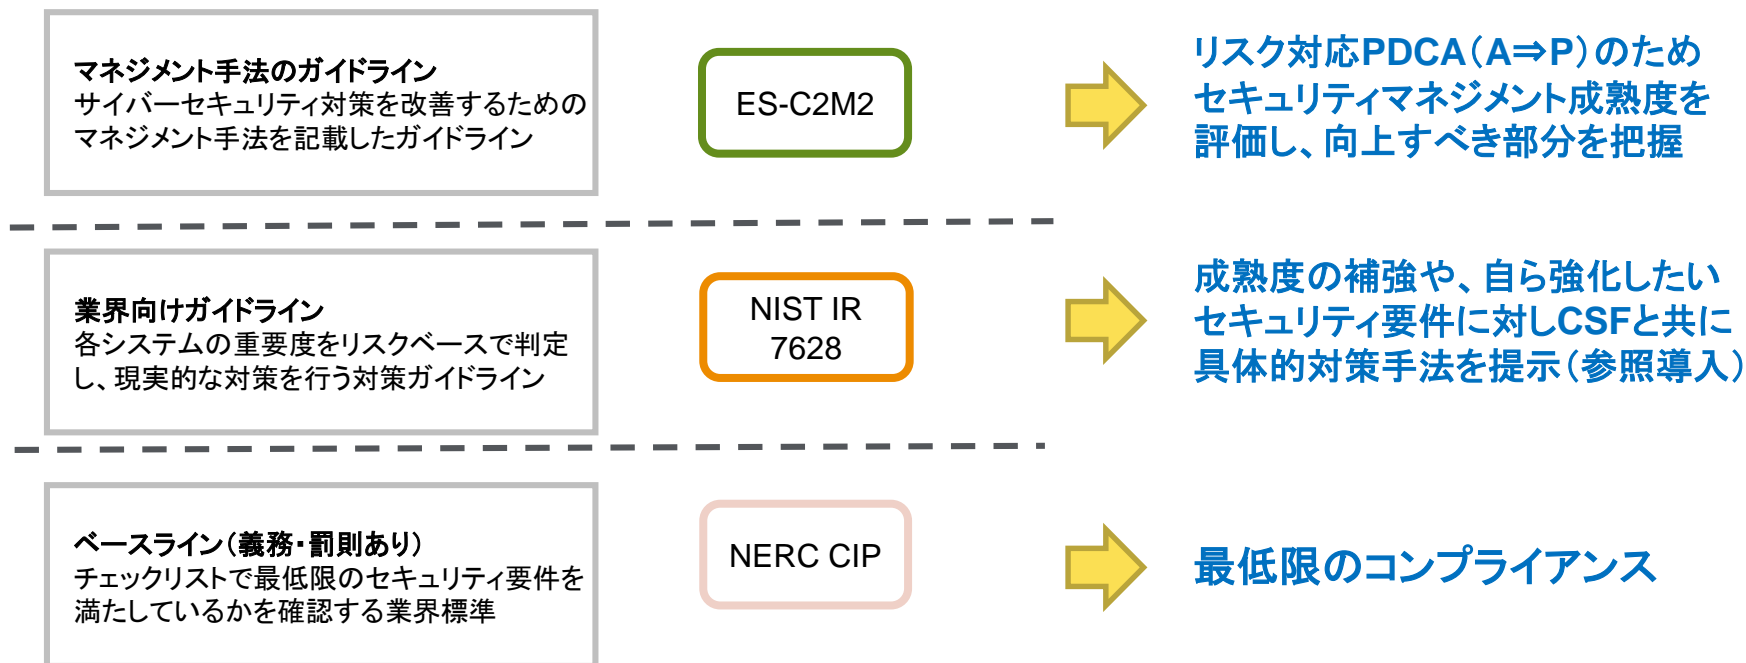 マネジメント手法のガイドライン
サイバーセキュリティ対策を改善するための
マネジメント手法を記載したガイドライン
ES-C2M2
リスク対応PDCA（A⇒P）のため
セキュリティマネジメント成熟度を
評価し、向上すべき部分を把握
業界向けガイドライン
各システムの重要度をリスクベースで判定
し、現実的な対策を行う対策ガイドライン
NIST IR
7628
成熟度の補強や、自ら強化したい
セキュリティ要件に対しCSFと共に
具体的対策手法を提示（参照導入）
ベースライン（義務・罰則あり）
チェックリストで最低限のセキュリティ要件を
満たしているかを確認する業界標準
NERC CIP
最低限のコンプライアンス